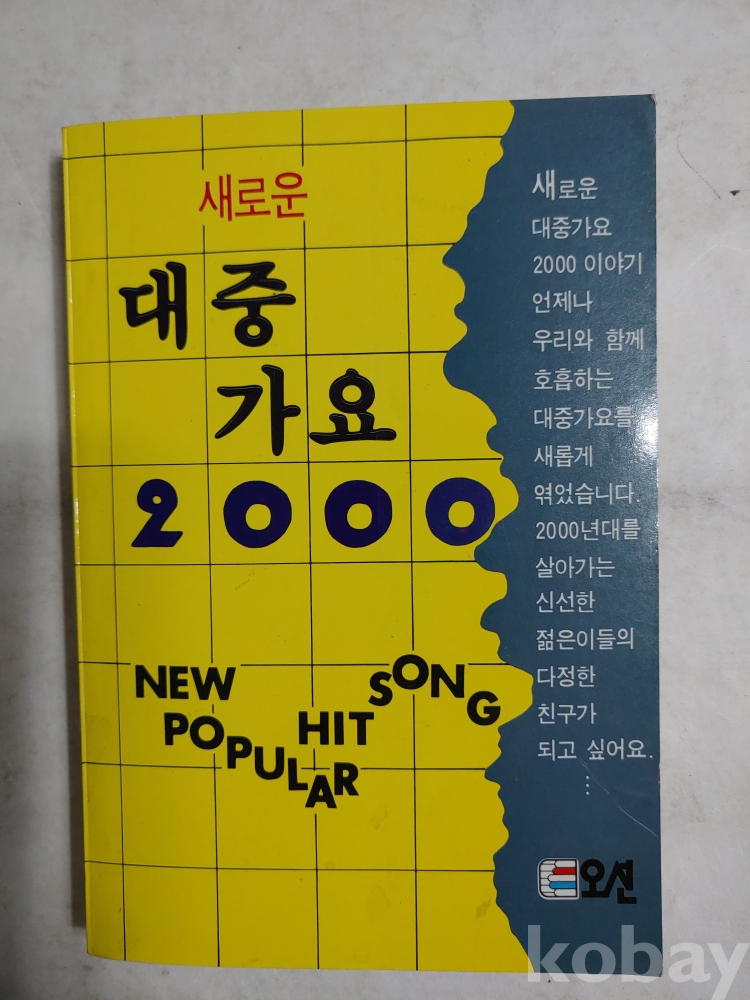 새로운
대중
가요
2000
NEW
POPULAR
HIT
SONG
새로운
대중가요
2000 이야기
언제나
우리와 함께
호흡하는
대중가요를
새롭게
엮었습니다.
2000년대를
살아가는
신선한
젊은이들의
다정한
친구가
되고 싶어요.
⋮
오션
kobay